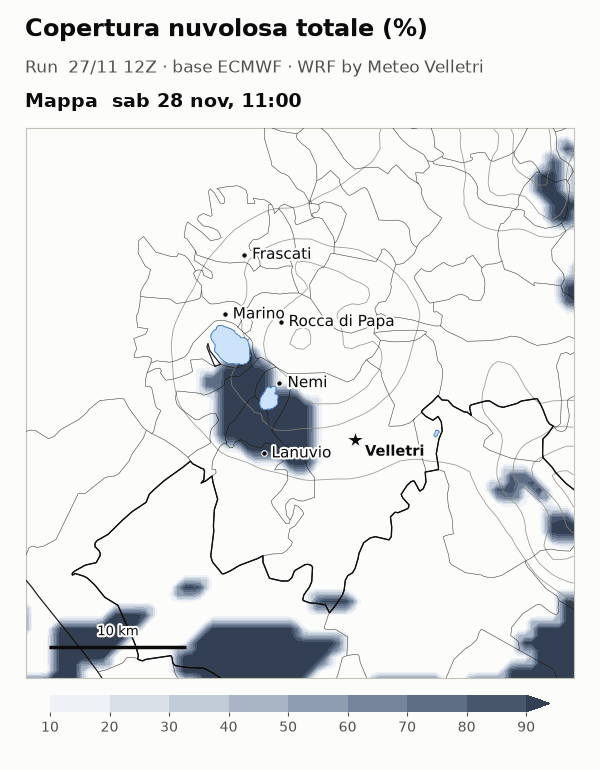 Copertura nuvolosa totale (%)
Run  27/11 12Z · base ECMWF · WRF by Meteo Velletri
Mappa  sab 28 nov, 11:00
Frascati
Marino
Rocca di Papa
Nemi
Velletri
Lanuvio
10 km
10 20 30 40 50 60 70 80 90